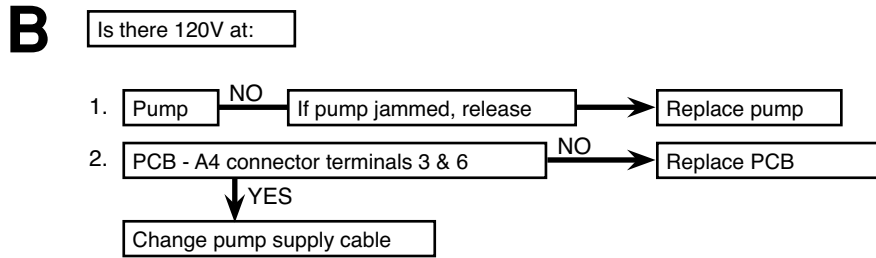 B
Is there 120V at:
1. Pump NO If pump jammed, release Replace pump
2. PCB - A4 connector terminals 3 & 6 NO Replace PCB
YES
Change pump supply cable